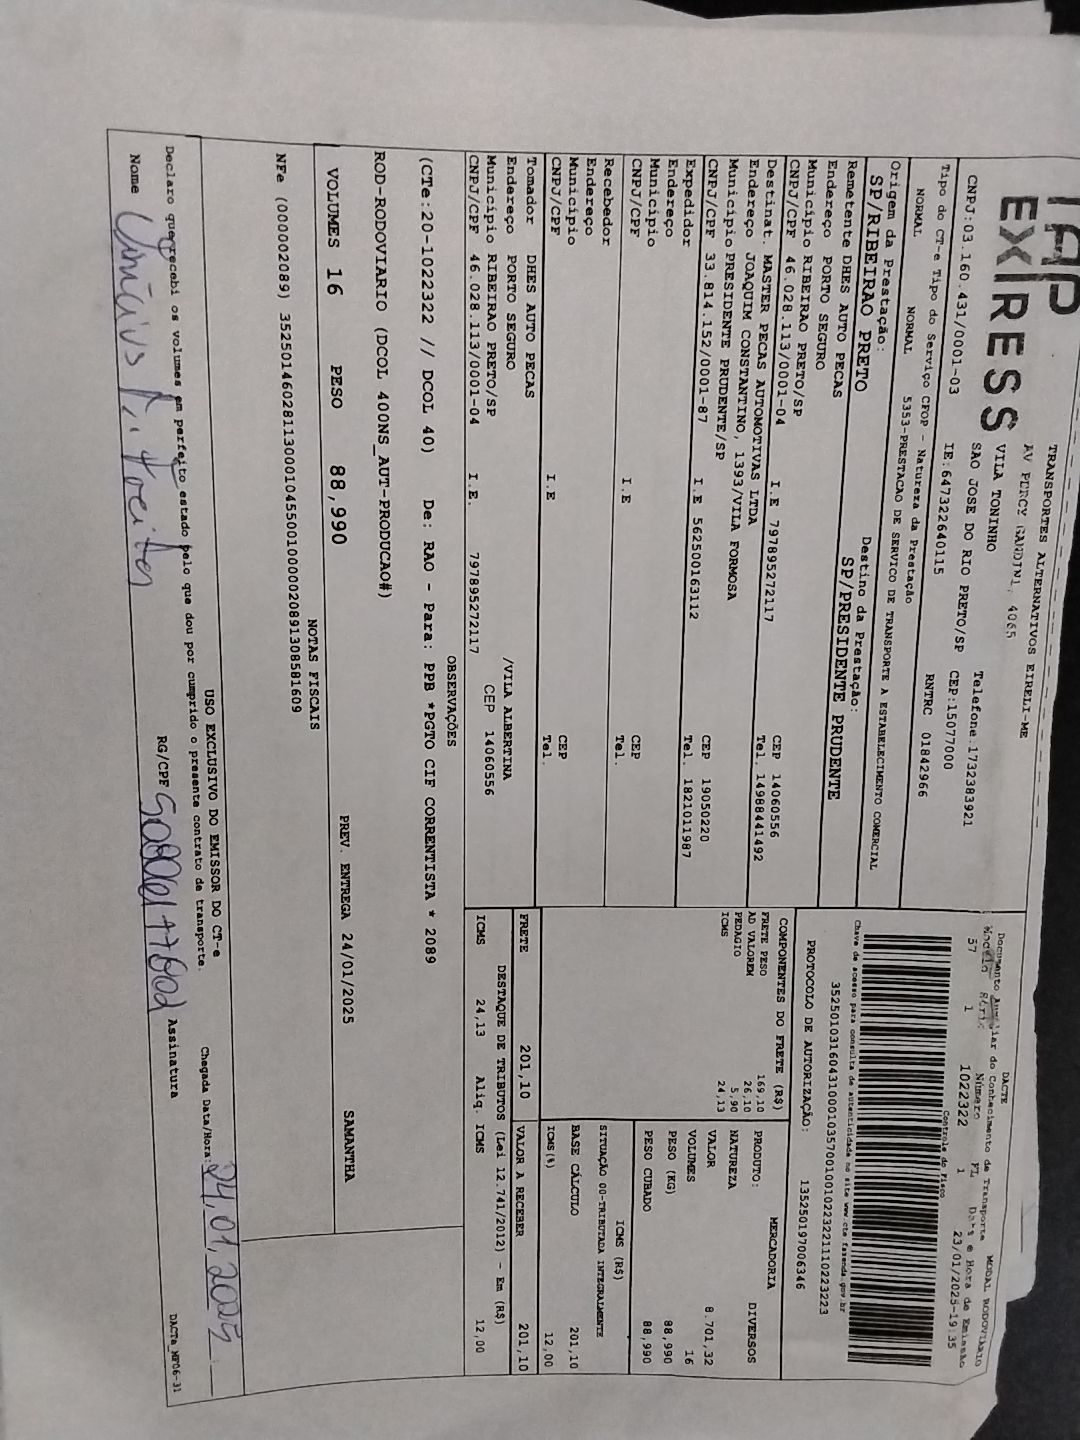 TAP
EXPRESS
TRANSPORTES ALTERNATIVOS EIRELI-ME
AV PERCY GANDINI, 4065
VILA TONINHO
SAO JOSE DO RIO PRETO/SP CEP:15077000
Telefone.1732383921
CNPJ:03.160.431/0001-03 IE:647322640115 RNTRC 01842966
Tipo do CT-e Tipo do Serviço CFOP - Natureza da Prestação
NORMAL NORMAL 5353-PRESTACAO DE SERVICO DE TRANSPORTE A ESTABELECIMENTO COMERCIAL
Origem da Prestação: Destino da Prestação:
SP/RIBEIRAO PRETO SP/PRESIDENTE PRUDENTE
DACTE MODAL RODOVIARIO
Documento Auxiliar do Conhecimento de Transporte
Modelo Série Número FL Data e Hora de Emissão
57 1 1022322 1 23/01/2025-19:35
Controle do Fisco
Chave de acesso para consulta de autenticidade no site www.cte.fazenda.gov.br
35250103160431000103570010010223221110223223
PROTOCOLO DE AUTORIZAÇÃO: 135250197006346
Remetente DHES AUTO PECAS
Endereço PORTO SEGURO
Município RIBEIRAO PRETO/SP CEP 14060556
CNPJ/CPF 46.028.113/0001-04 I.E 797895272117 Tel. 14988441492
Destinat. MASTER PECAS AUTOMOTIVAS LTDA
Endereço JOAQUIM CONSTANTINO, 1393/VILA FORMOSA
Município PRESIDENTE PRUDENTE/SP CEP 19050220
CNPJ/CPF 33.814.152/0001-87 I.E 562500163112 Tel. 1821011987
Expedidor
Endereço
Município CEP
CNPJ/CPF I.E Tel.
Recebedor
Endereço
Município CEP
CNPJ/CPF I.E Tel.
Tomador DHES AUTO PECAS
Endereço PORTO SEGURO /VILA ALBERTINA
Município RIBEIRAO PRETO/SP CEP 14060556
CNPJ/CPF 46.028.113/0001-04 I.E. 797895272117
COMPONENTES DO FRETE (R$)
FRETE PESO 169,10
AD VALOREM 26,10
PEDAGIO 5,90
ICMS 24,13
MERCADORIA
PRODUTO: DIVERSOS
NATUREZA
VALOR 8.701,32
VOLUMES 16
PESO (KG) 88,990
PESO CUBADO 88,990
ICMS (R$)
SITUAÇÃO 00-TRIBUTADA INTEGRALMENTE
BASE CÁLCULO 201,10
ICMS(%) 12,00
FRETE 201,10 VALOR A RECEBER 201,10
DESTAQUE DE TRIBUTOS (Lei 12.741/2012) - Em (R$)
ICMS 24,13 Aliq. ICMS 12,00
OBSERVAÇÕES
(CTe:20-1022322 // DCOL 40) De: RAO - Para: PPB *PGTO CIF CORRENTISTA * 2089
ROD-RODOVIARIO (DCOL 400NS_AUT-PRODUCAO#)
VOLUMES 16 PESO 88,990 PREV. ENTREGA 24/01/2025 SAMANTHA
NOTAS FISCAIS
NFe (000002089) 35250146028113000104550010000020891308581609
USO EXCLUSIVO DO EMISSOR DO CT-e
Declaro que recebi os volumes em perfeito estado pelo que dou por cumprido o presente contrato de transporte. Chegada Data/Hora: 24,01,2025
Nome Vinicius A. Freitas RG/CPF Assinatura
DACTe_MF06-31